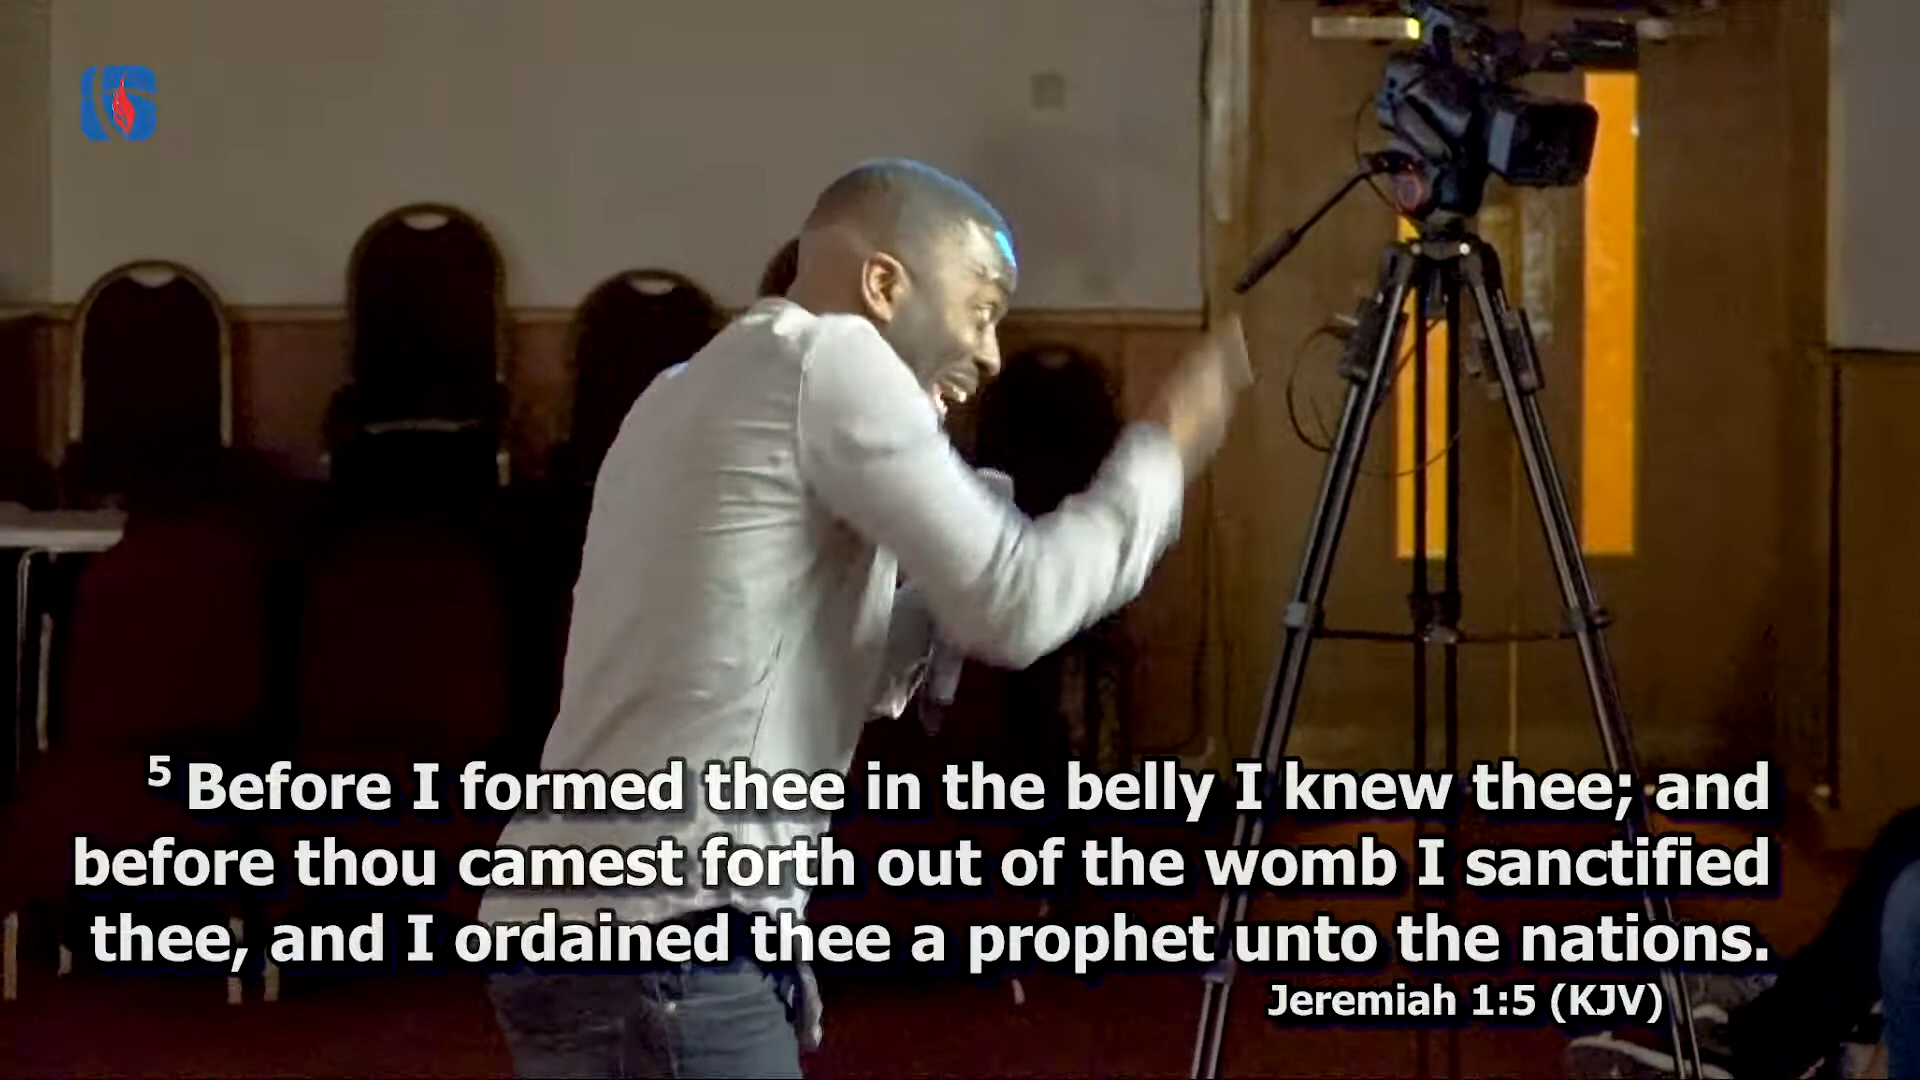 5 Before I formed thee in the belly I knew thee; and
before thou camest forth out of the womb I sanctified
thee, and I ordained thee a prophet unto the nations.
Jeremiah 1:5 (KJV)